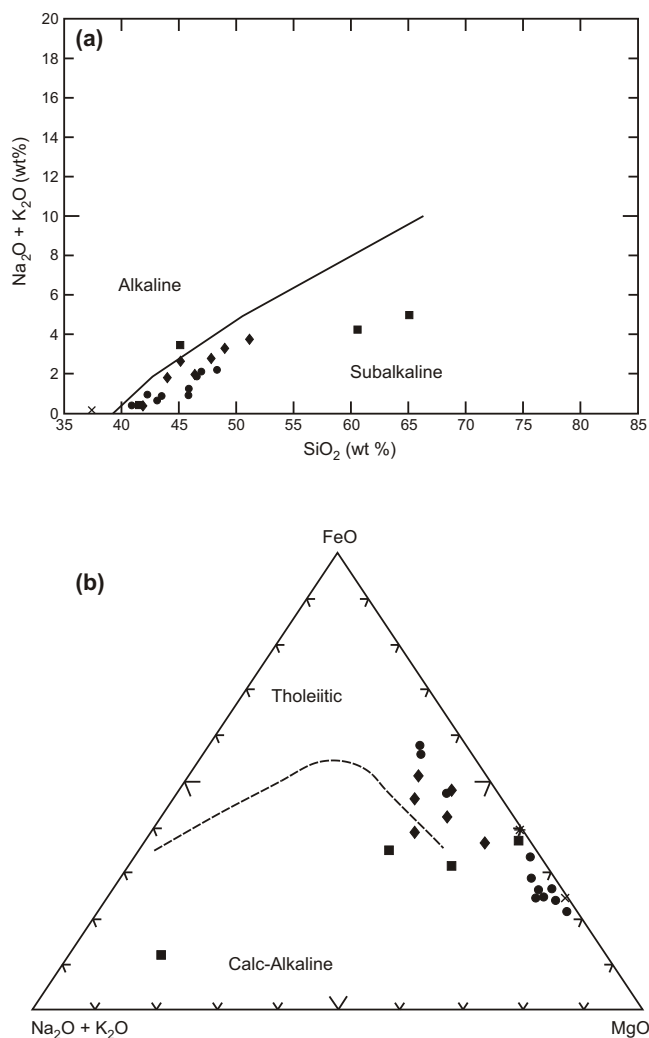 (a)
20
18
16
14
12
10
8
6
4
2
0
Na₂O + K₂O (wt%)
Alkaline
Subalkaline
35 40 45 50 55 60 65 70 75 80 85
SiO₂ (wt %)
(b)
FeO
Tholeiitic
Calc-Alkaline
Na₂O + K₂O MgO